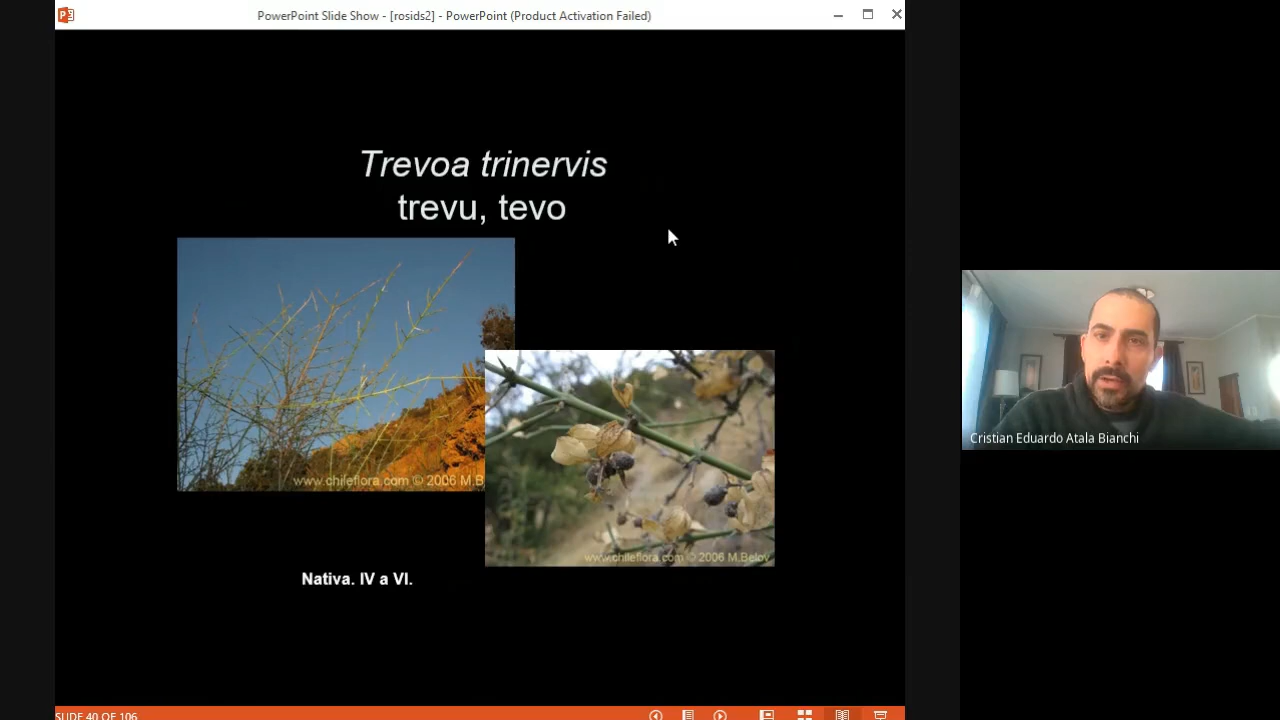 PowerPoint Slide Show - [rosids2] - PowerPoint (Product Activation Failed)
Trevoa trinervis
trevu, tevo
www.chileflora.com © 2006 M.B
www.chileflora.com © 2006 M.Belov
Nativa. IV a VI.
Cristian Eduardo Atala Bianchi
SLIDE 40 OF 106